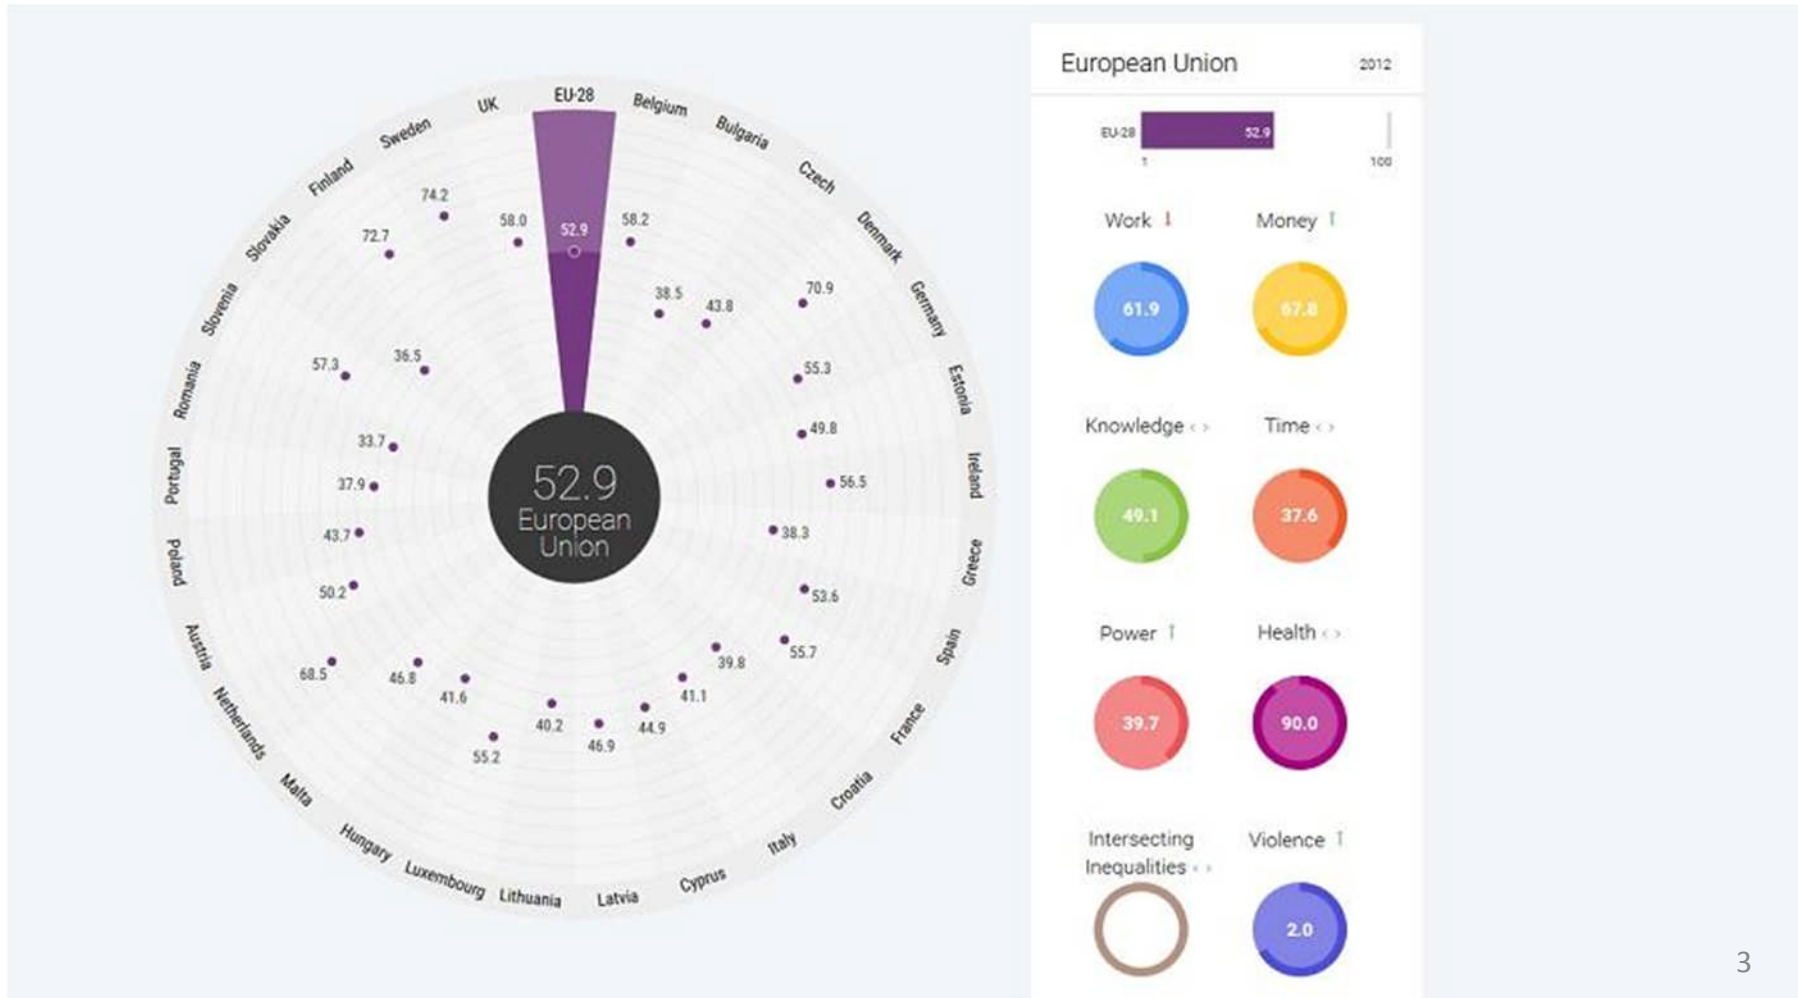 EU-28
Belgium
Bulgaria
Czech
Denmark
Germany
Estonia
Ireland
Greece
Spain
France
Croatia
Italy
Cyprus
Latvia
Lithuania
Luxembourg
Hungary
Malta
Netherlands
Austria
Poland
Portugal
Romania
Slovenia
Slovakia
Finland
Sweden
UK
52.9
58.2
38.5
43.8
70.9
55.3
49.8
56.5
38.3
53.6
55.7
39.8
41.1
44.9
46.9
40.2
55.2
41.6
46.8
68.5
50.2
43.7
37.9
33.7
57.3
36.5
72.7
74.2
58.0
52.9
European
Union
European Union 2012
EU-28 52.9
1 100
Work Money
61.9 67.8
Knowledge Time
49.1 37.6
Power Health
39.7 90.0
Intersecting
Inequalities
Violence
2.0
3